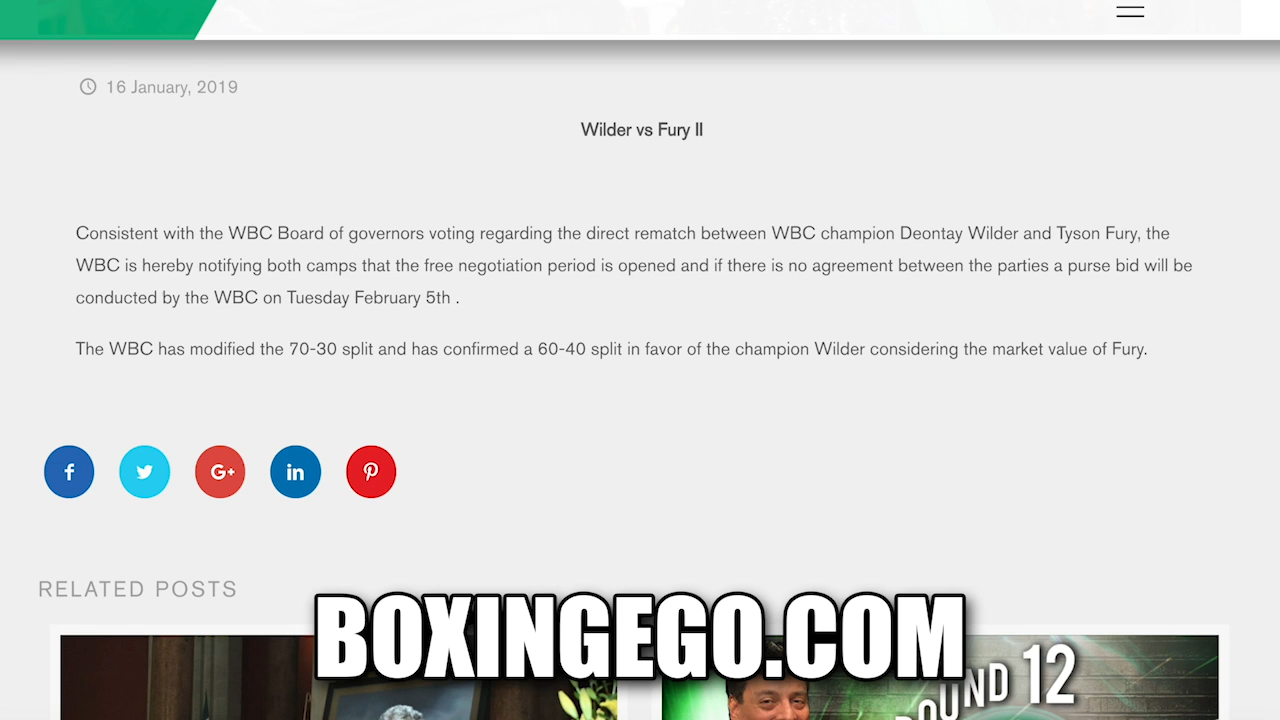 16 January, 2019
Wilder vs Fury II
Consistent with the WBC Board of governors voting regarding the direct rematch between WBC champion Deontay Wilder and Tyson Fury, the
WBC is hereby notifying both camps that the free negotiation period is opened and if there is no agreement between the parties a purse bid will be
conducted by the WBC on Tuesday February 5th .
The WBC has modified the 70-30 split and has confirmed a 60-40 split in favor of the champion Wilder considering the market value of Fury.
f G+ in
RELATED POSTS
BOXINGEGO.COM
ROUND 12